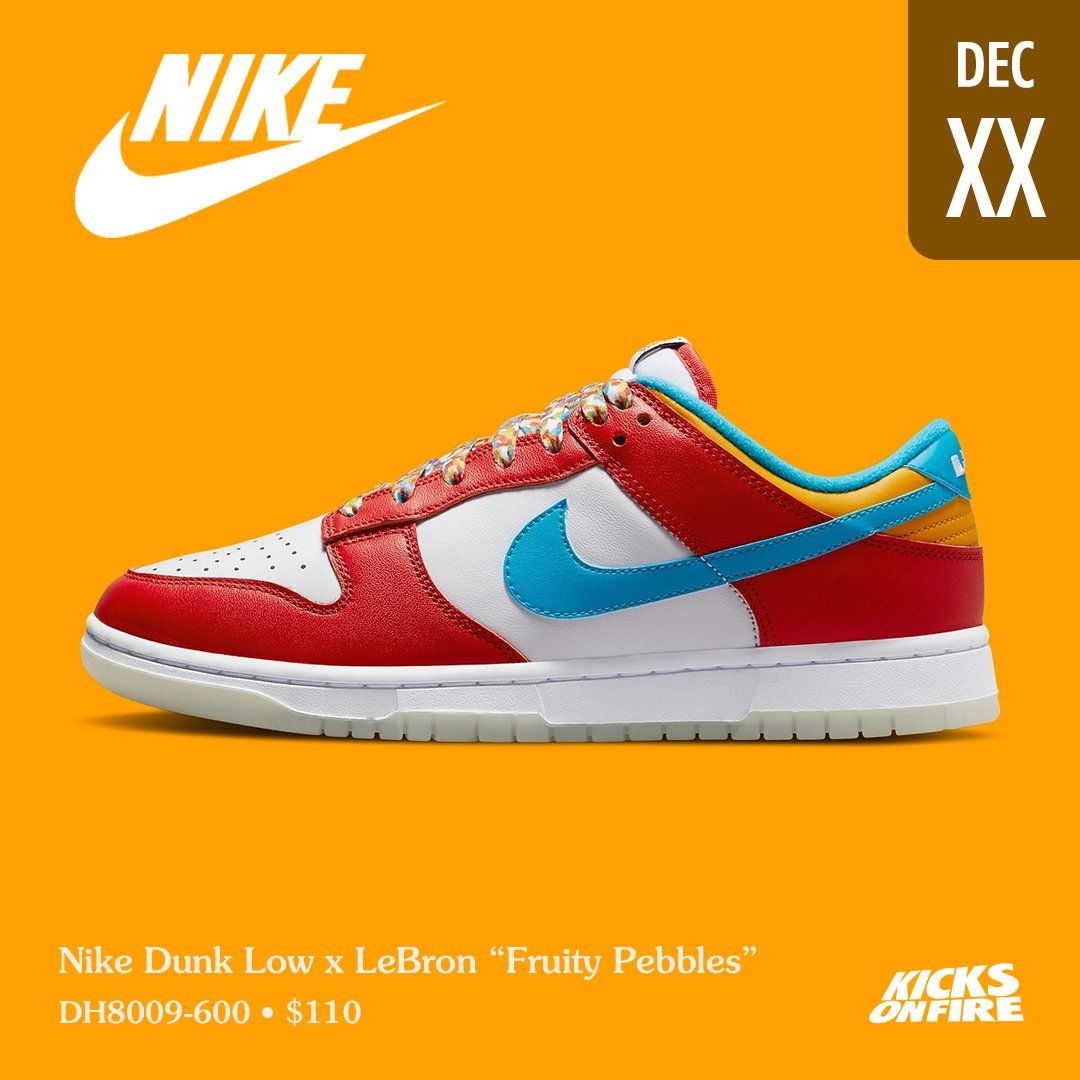 NIKE
DEC
XX
Nike Dunk Low x LeBron “Fruity Pebbles”
DH8009-600 • $110
KICKS
ONFIRE